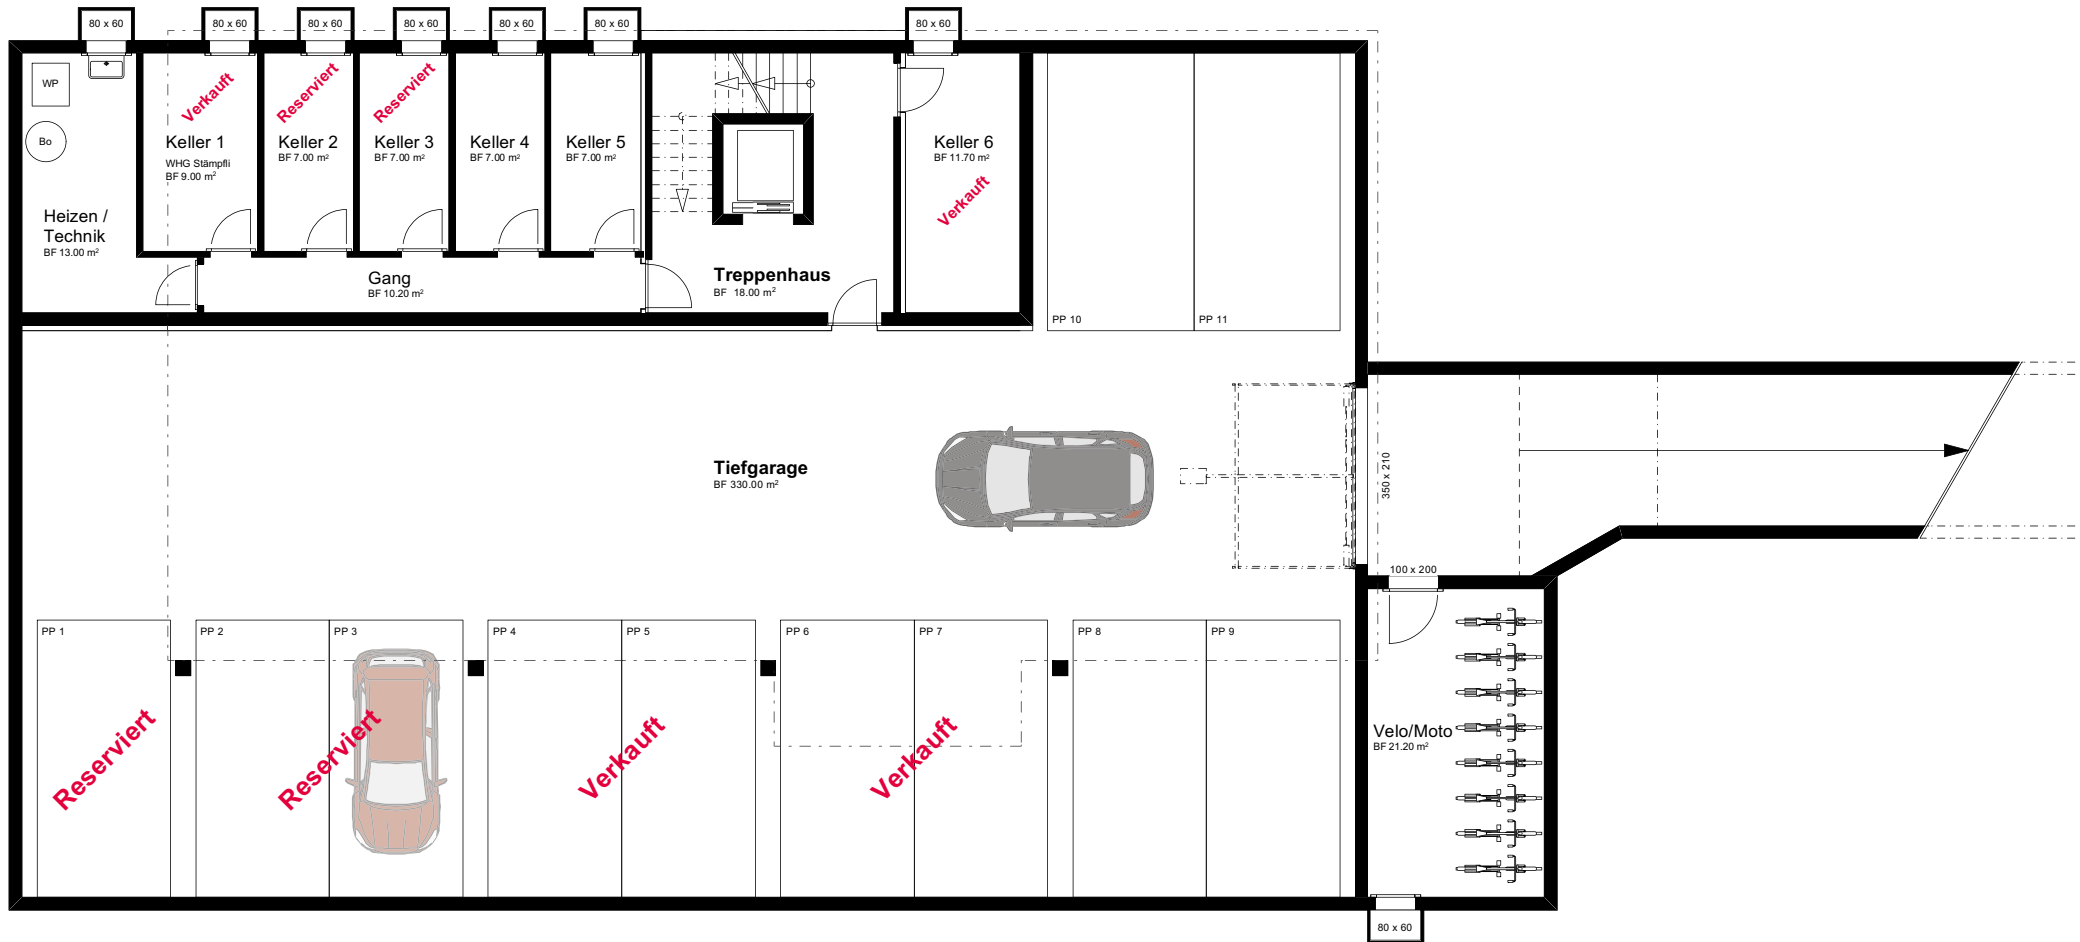 80 x 60
80 x 60
80 x 60
80 x 60
80 x 60
80 x 60
80 x 60
WP
Bo
Verkauft
Reserviert
Reserviert
Keller 1
WHG Stämpfli
BF 9.00 m²
Keller 2
BF 7.00 m²
Keller 3
BF 7.00 m²
Keller 4
BF 7.00 m²
Keller 5
BF 7.00 m²
Keller 6
BF 11.70 m²
Verkauft
Heizen /
Technik
BF 13.00 m²
Gang
BF 10.20 m²
Treppenhaus
BF 18.00 m²
PP 10
PP 11
Tiefgarage
BF 330.00 m²
350 x 210
100 x 200
PP 1
PP 2
PP 3
PP 4
PP 5
PP 6
PP 7
PP 8
PP 9
Reserviert
Reserviert
Verkauft
Verkauft
Velo/Moto
BF 21.20 m²
80 x 60